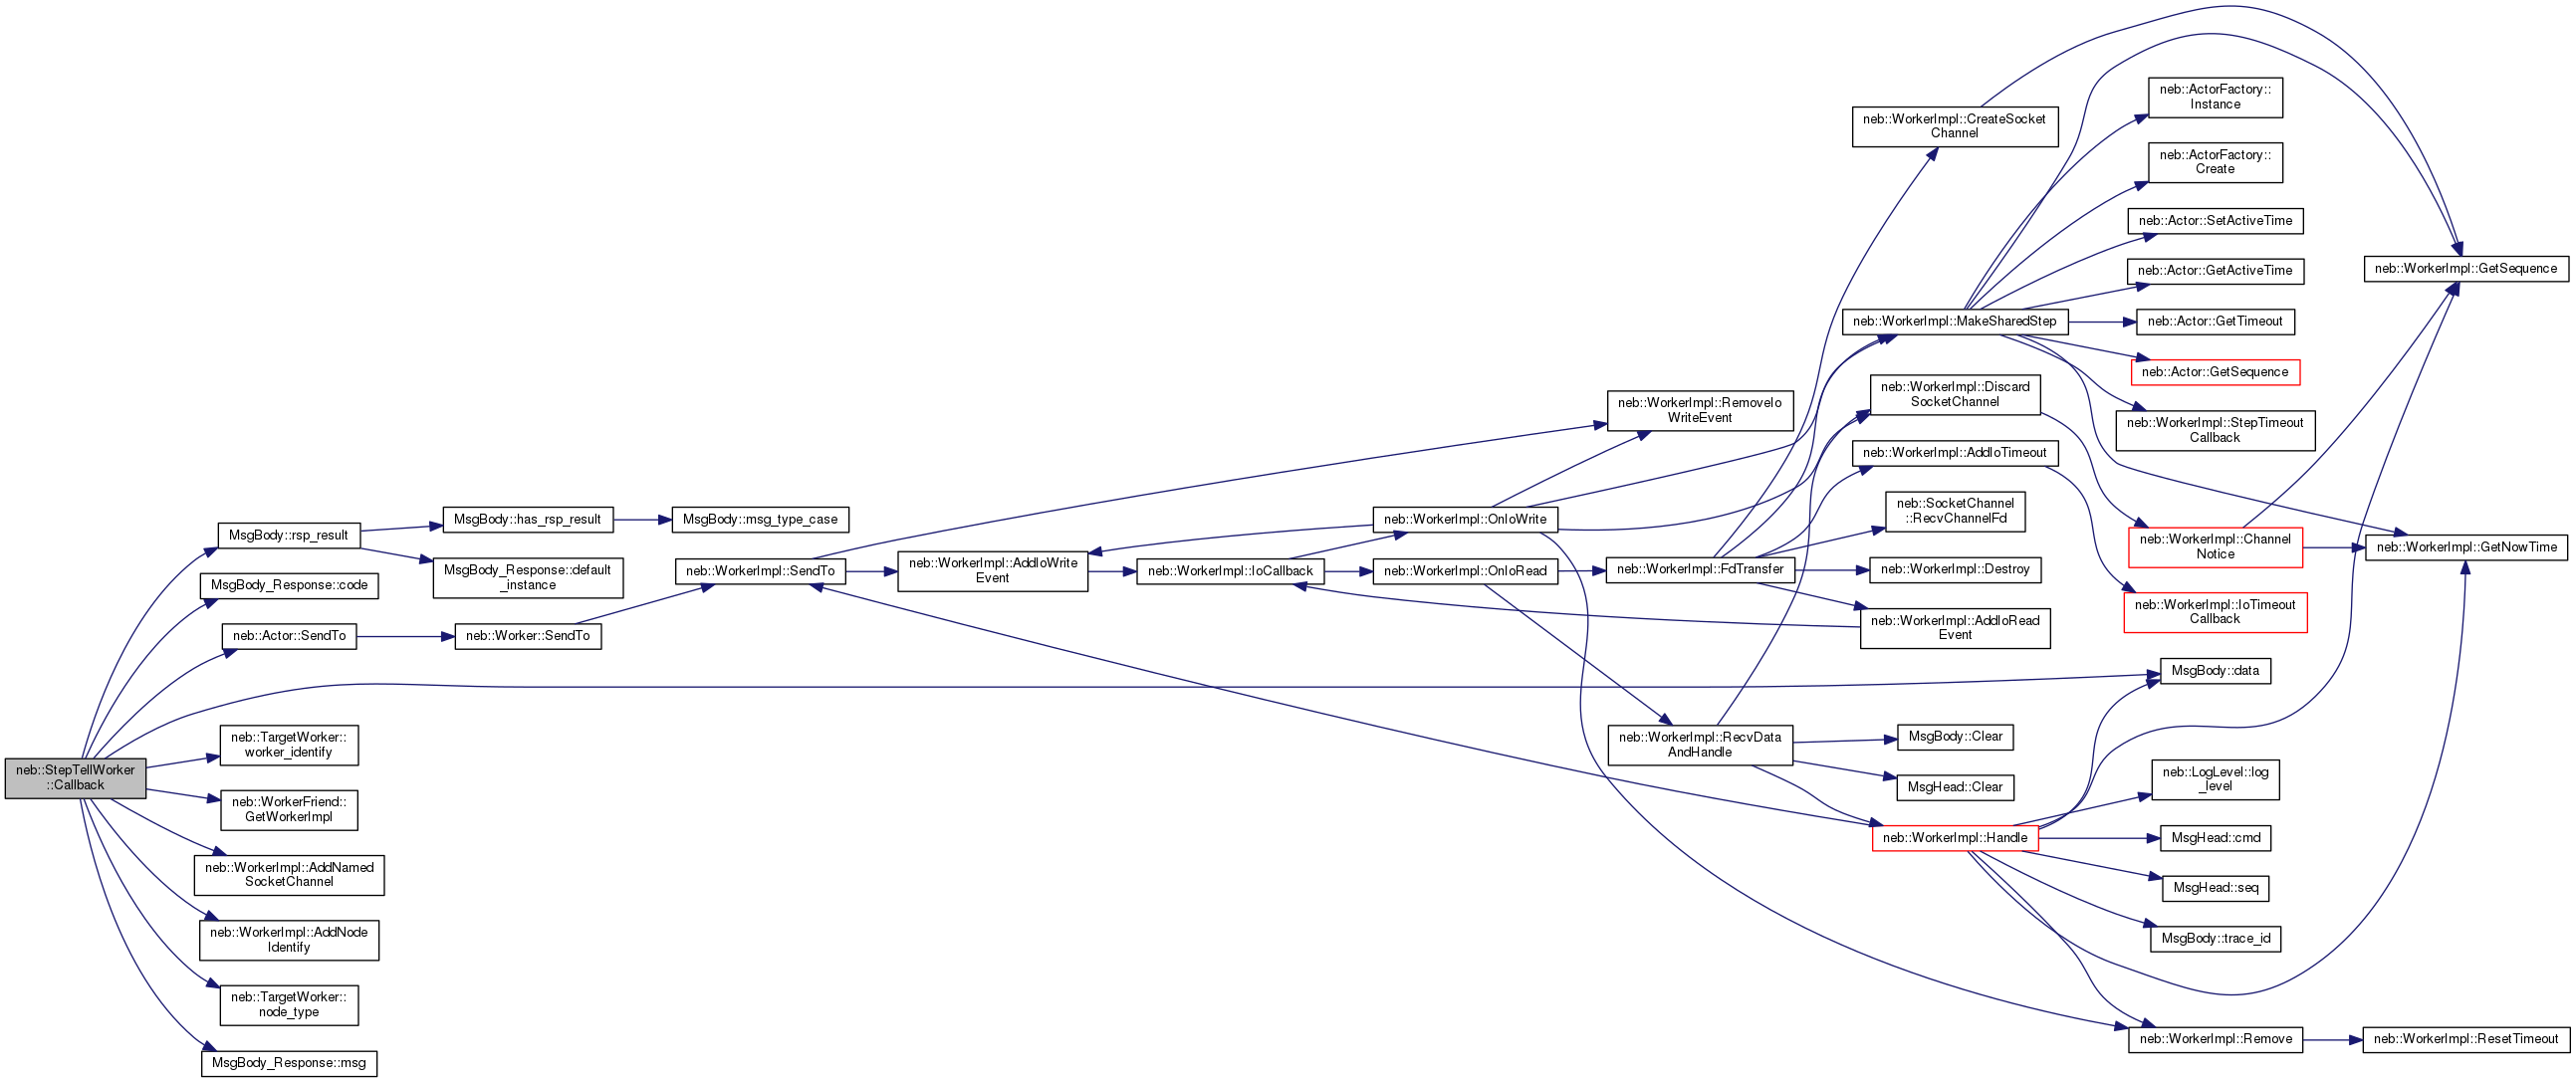 neb::StepTellWorker
::Callback
MsgBody::rsp_result
MsgBody_Response::code
neb::Actor::SendTo
neb::TargetWorker::
worker_identify
neb::WorkerFriend::
GetWorkerImpl
neb::WorkerImpl::AddNamed
SocketChannel
neb::WorkerImpl::AddNode
Identify
neb::TargetWorker::
node_type
MsgBody_Response::msg
MsgBody::has_rsp_result
MsgBody_Response::default
_instance
neb::Worker::SendTo
MsgBody::msg_type_case
neb::WorkerImpl::SendTo
neb::WorkerImpl::AddIoWrite
Event
neb::WorkerImpl::IoCallback
neb::WorkerImpl::OnIoWrite
neb::WorkerImpl::OnIoRead
neb::WorkerImpl::RemoveIo
WriteEvent
neb::WorkerImpl::FdTransfer
neb::WorkerImpl::RecvData
AndHandle
neb::WorkerImpl::CreateSocket
Channel
neb::WorkerImpl::MakeSharedStep
neb::WorkerImpl::Discard
SocketChannel
neb::WorkerImpl::AddIoTimeout
neb::SocketChannel
::RecvChannelFd
neb::WorkerImpl::Destroy
neb::WorkerImpl::AddIoRead
Event
MsgBody::Clear
MsgHead::Clear
neb::WorkerImpl::Handle
neb::ActorFactory::
Instance
neb::ActorFactory::
Create
neb::Actor::SetActiveTime
neb::Actor::GetActiveTime
neb::Actor::GetTimeout
neb::Actor::GetSequence
neb::WorkerImpl::StepTimeout
Callback
neb::WorkerImpl::Channel
Notice
neb::WorkerImpl::IoTimeout
Callback
MsgBody::data
neb::LogLevel::log
_level
MsgHead::cmd
MsgHead::seq
MsgBody::trace_id
neb::WorkerImpl::Remove
neb::WorkerImpl::GetSequence
neb::WorkerImpl::GetNowTime
neb::WorkerImpl::ResetTimeout